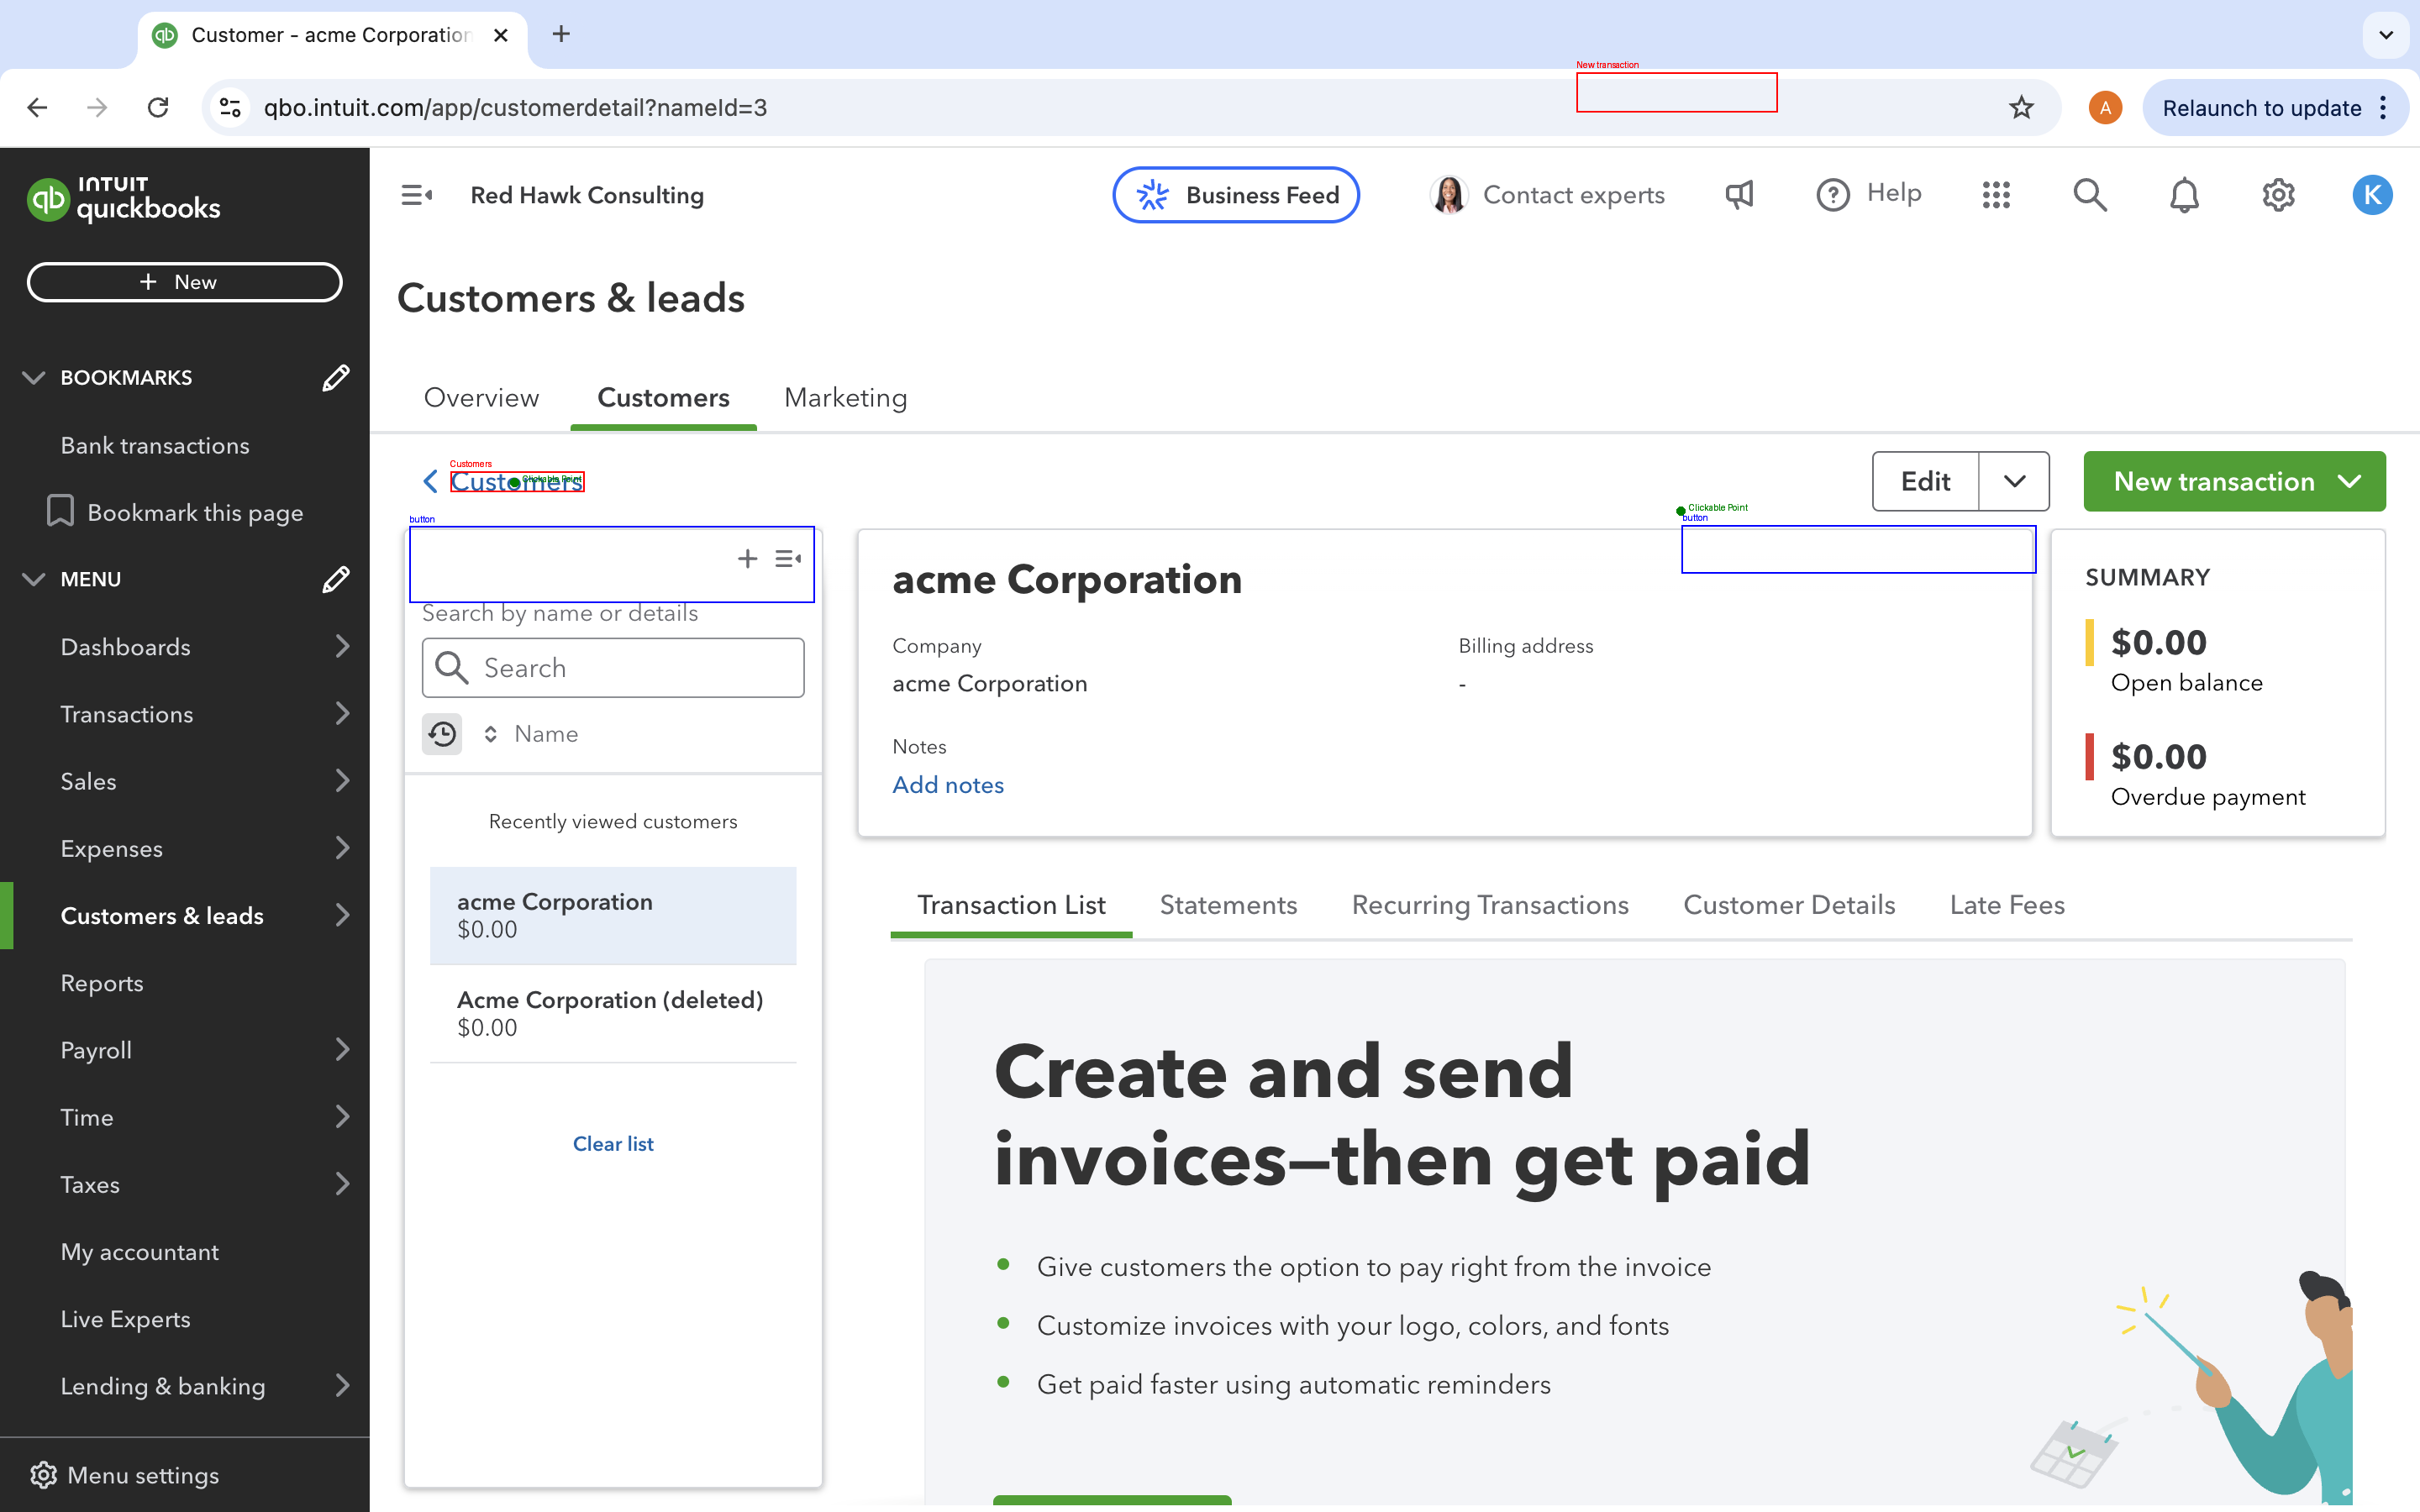 Customer - acme Corporation
qbo.intuit.com/app/customerdetail?nameId=3
New transaction
A
Relaunch to update
INTUIT
quickbooks
qb
Red Hawk Consulting
Business Feed
Contact experts
Help
K
+ New
Customers & leads
BOOKMARKS
Bank transactions
Bookmark this page
MENU
Dashboards
Transactions
Sales
Expenses
Customers & leads
Reports
Payroll
Time
Taxes
My accountant
Live Experts
Lending & banking
Menu settings
Overview
Customers
Marketing
Customers
Customers
Clickable Point
Edit
New transaction
button
Clickable Point
button
Search by name or details
Search
Name
Recently viewed customers
acme Corporation
$0.00
Acme Corporation (deleted)
$0.00
Clear list
acme Corporation
Company
acme Corporation
Billing address
-
Notes
Add notes
SUMMARY
$0.00
Open balance
$0.00
Overdue payment
Transaction List
Statements
Recurring Transactions
Customer Details
Late Fees
Create and send
invoices—then get paid
Give customers the option to pay right from the invoice
Customize invoices with your logo, colors, and fonts
Get paid faster using automatic reminders